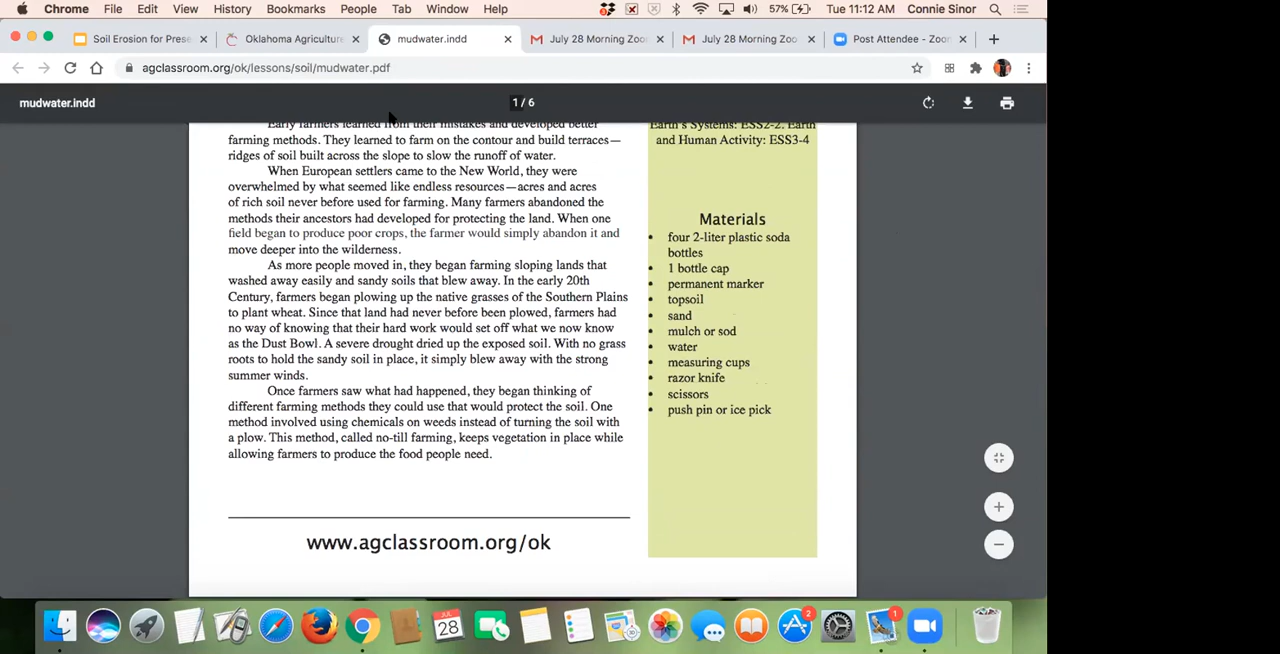 Chrome File Edit View History Bookmarks People Tab Window Help 57% Tue 11:12 AM Connie Sinor
Soil Erosion for Prese Oklahoma Agriculture mudwater.indd July 28 Morning Zoo July 28 Morning Zoo Post Attendee - Zoom
agclassroom.org/ok/lessons/soil/mudwater.pdf
mudwater.indd 1 / 6
Early farmers learned from their mistakes and developed better
farming methods. They learned to farm on the contour and build terraces—
ridges of soil built across the slope to slow the runoff of water.
When European settlers came to the New World, they were
overwhelmed by what seemed like endless resources—acres and acres
of rich soil never before used for farming. Many farmers abandoned the
methods their ancestors had developed for protecting the land. When one
field began to produce poor crops, the farmer would simply abandon it and
move deeper into the wilderness.
As more people moved in, they began farming sloping lands that
washed away easily and sandy soils that blew away. In the early 20th
Century, farmers began plowing up the native grasses of the Southern Plains
to plant wheat. Since that land had never before been plowed, farmers had
no way of knowing that their hard work would set off what we now know
as the Dust Bowl. A severe drought dried up the exposed soil. With no grass
roots to hold the sandy soil in place, it simply blew away with the strong
summer winds.
Once farmers saw what had happened, they began thinking of
different farming methods they could use that would protect the soil. One
method involved using chemicals on weeds instead of turning the soil with
a plow. This method, called no-till farming, keeps vegetation in place while
allowing farmers to produce the food people need.
www.agclassroom.org/ok
Earth's Systems: ESS2-2. Earth
and Human Activity: ESS3-4
Materials
• four 2-liter plastic soda
bottles
• 1 bottle cap
• permanent marker
• topsoil
• sand
• mulch or sod
• water
• measuring cups
• razor knife
• scissors
• push pin or ice pick
JUL
28
2
1